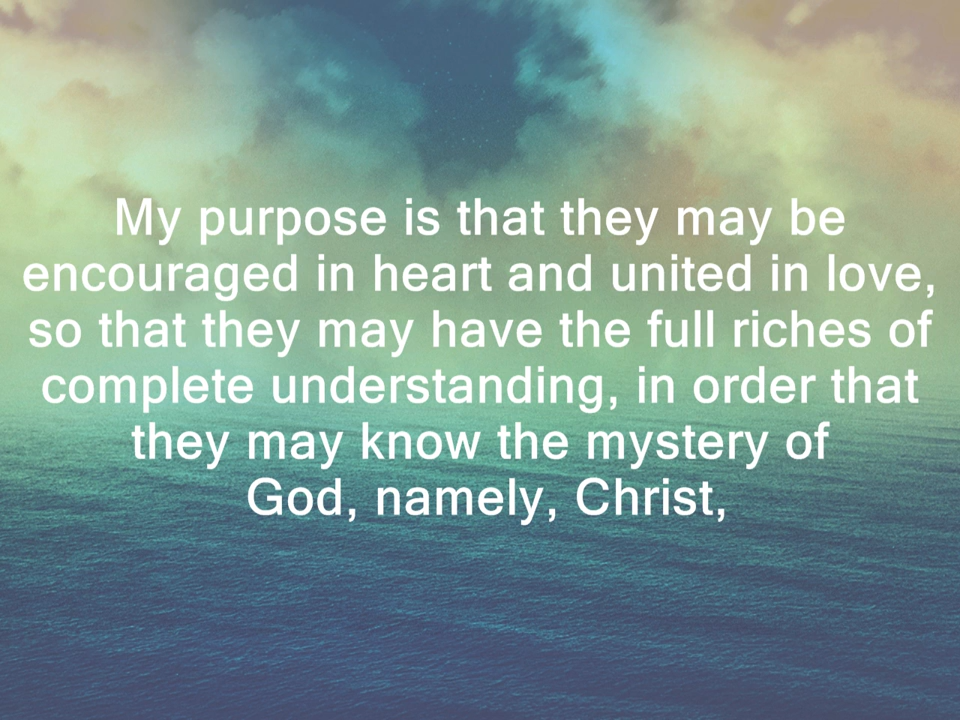 My purpose is that they may be
encouraged in heart and united in love,
so that they may have the full riches of
complete understanding, in order that
they may know the mystery of
God, namely, Christ,